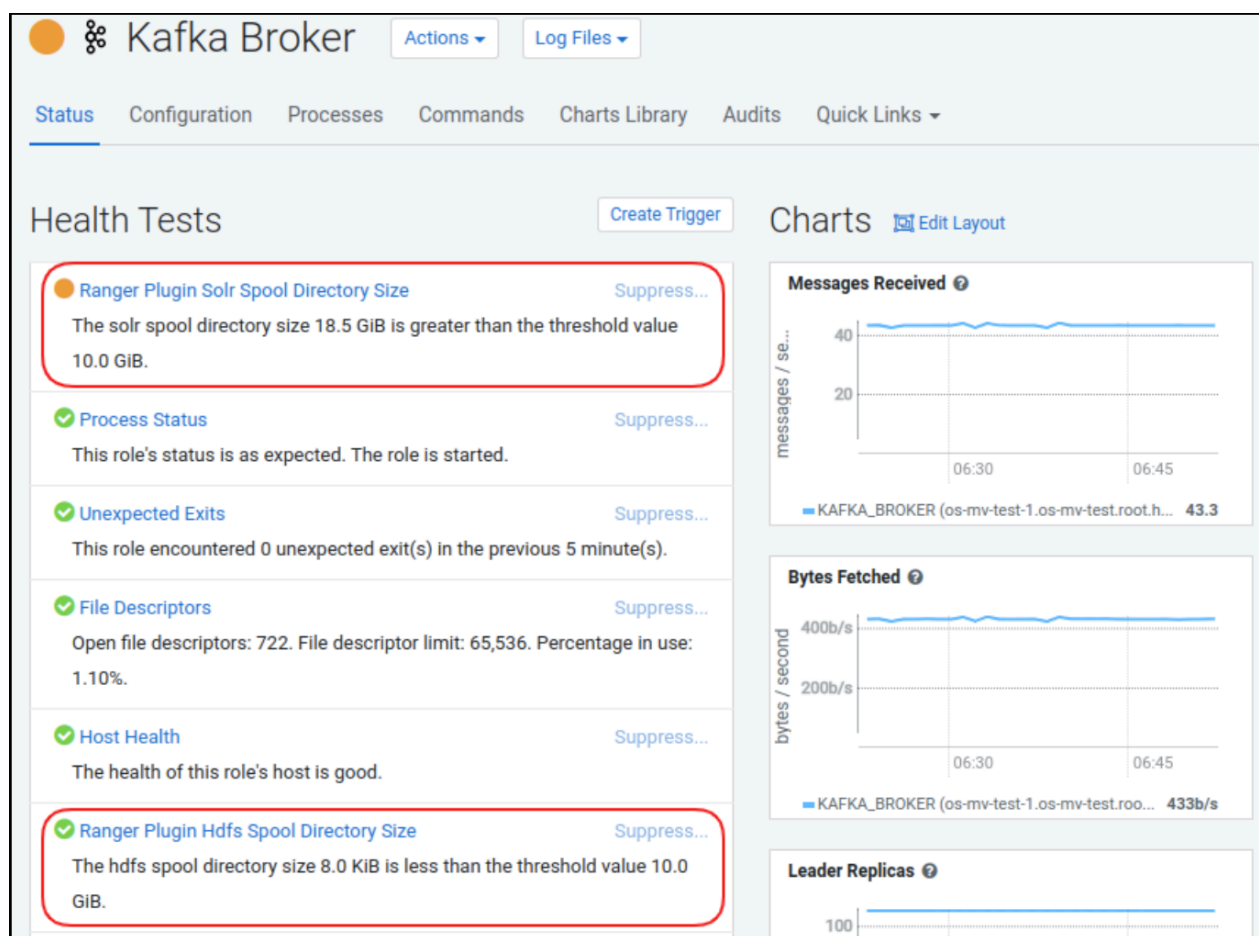 Kafka Broker
Actions
Log Files
Status
Configuration
Processes
Commands
Charts Library
Audits
Quick Links
Health Tests
Create Trigger
Ranger Plugin Solr Spool Directory Size
Suppress...
The solr spool directory size 18.5 GiB is greater than the threshold value
10.0 GiB.
Process Status
Suppress...
This role's status is as expected. The role is started.
Unexpected Exits
Suppress...
This role encountered 0 unexpected exit(s) in the previous 5 minute(s).
File Descriptors
Suppress...
Open file descriptors: 722. File descriptor limit: 65,536. Percentage in use:
1.10%.
Host Health
Suppress...
The health of this role's host is good.
Ranger Plugin Hdfs Spool Directory Size
Suppress...
The hdfs spool directory size 8.0 KiB is less than the threshold value 10.0
GiB.
Charts
Edit Layout
Messages Received
messages / se...
40
20
06:30
06:45
KAFKA_BROKER (os-mv-test-1.os-mv-test.root.h... 43.3
Bytes Fetched
bytes / second
400b/s
200b/s
06:30
06:45
KAFKA_BROKER (os-mv-test-1.os-mv-test.roo... 433b/s
Leader Replicas
100